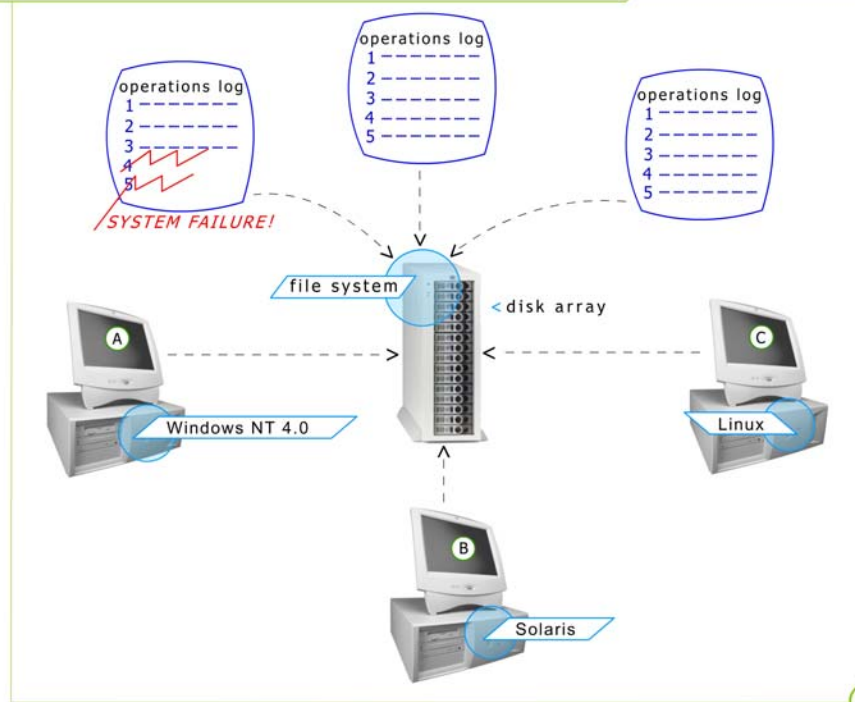 operations log
1
2
3
4
5
operations log
1
2
3
4
5
SYSTEM FAILURE!
operations log
1
2
3
4
5
file system
< disk array
A
Windows NT 4.0
C
Linux
B
Solaris